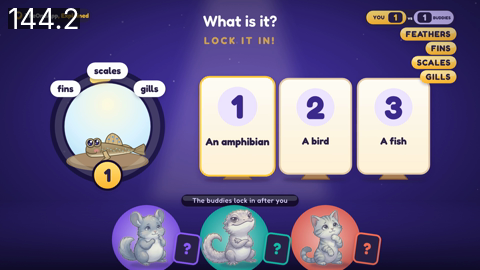 144.2
What is it?
LOCK IT IN!
YOU 1 vs 1 BUDDIES
FEATHERS
FINS
SCALES
GILLS
scales
fins
gills
1
1
An amphibian
2
A bird
3
A fish
The buddies lock in after you
?
?
?